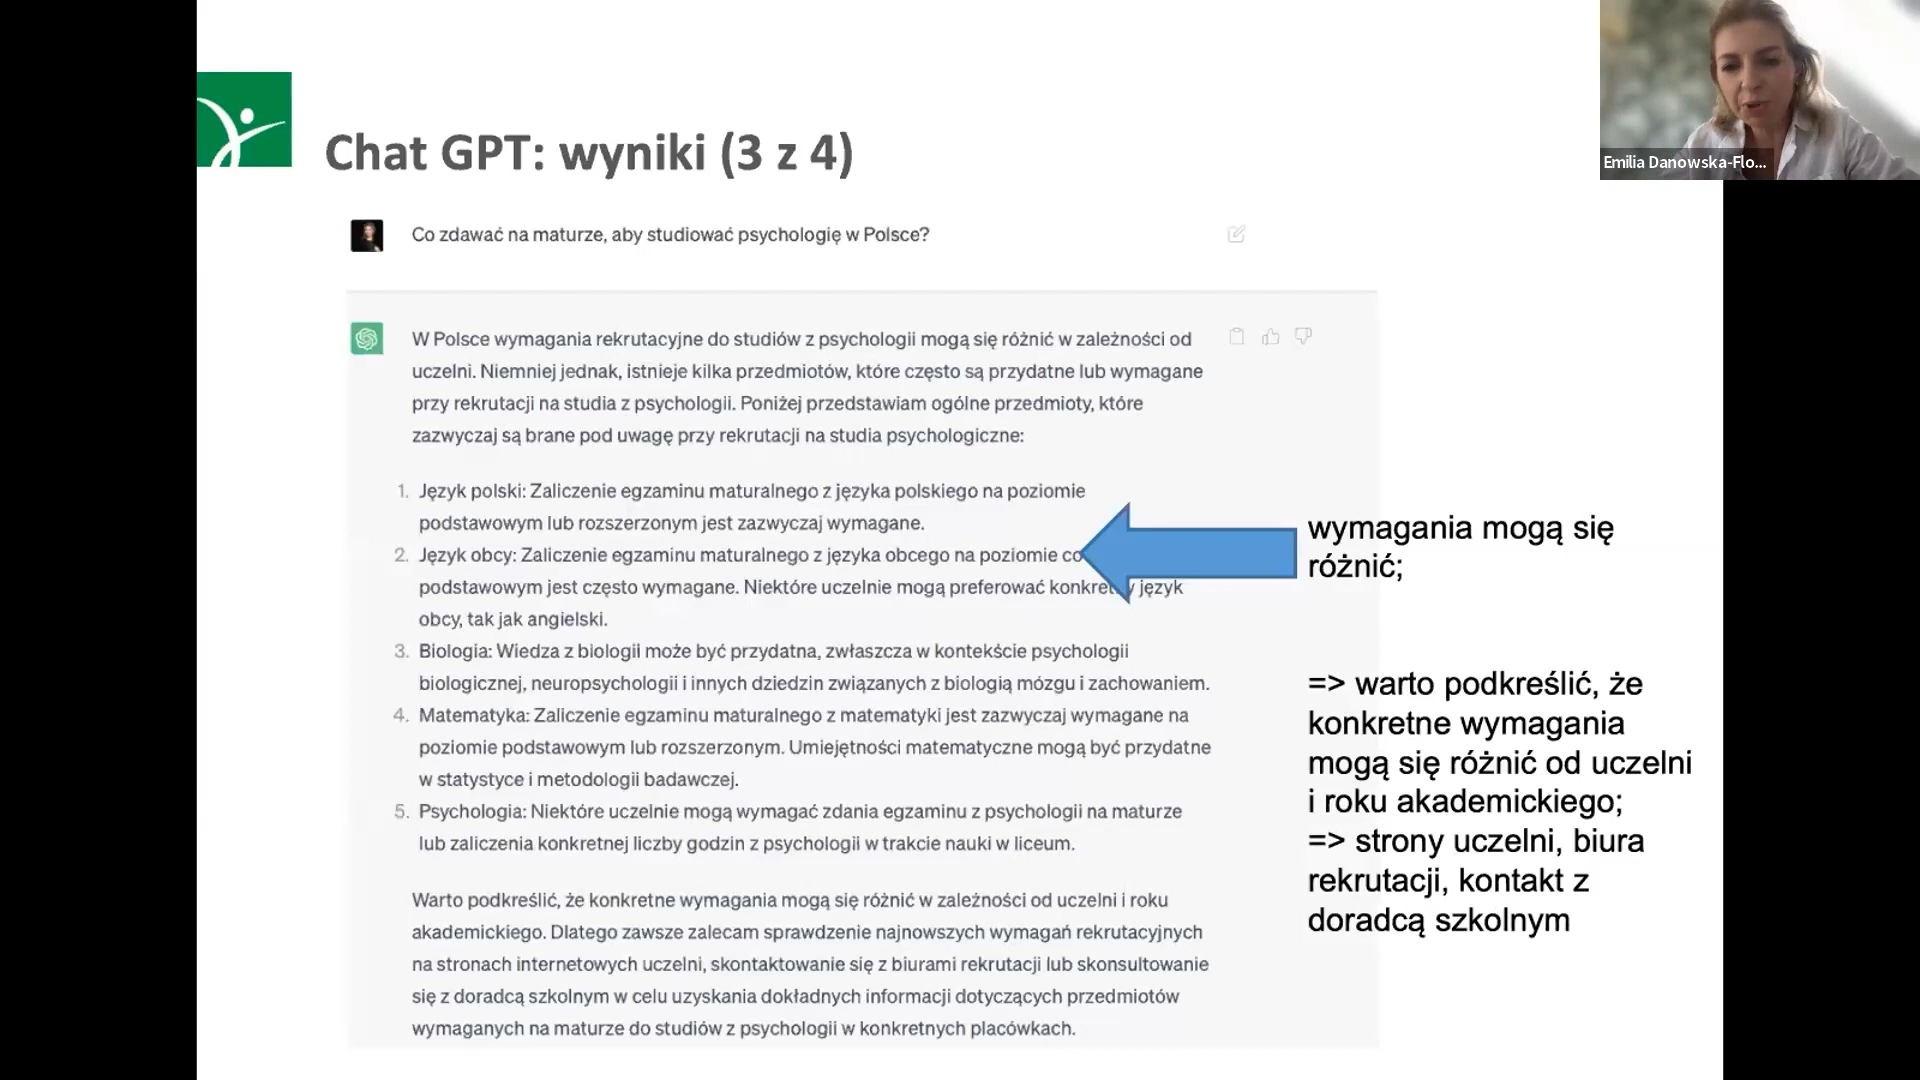 Emilia Danowska-Flo...
Chat GPT: wyniki (3 z 4)
Co zdawać na maturze, aby studiować psychologię w Polsce?
W Polsce wymagania rekrutacyjne do studiów z psychologii mogą się różnić w zależności od
uczelni. Niemniej jednak, istnieje kilka przedmiotów, które często są przydatne lub wymagane
przy rekrutacji na studia z psychologii. Poniżej przedstawiam ogólne przedmioty, które
zazwyczaj są brane pod uwagę przy rekrutacji na studia psychologiczne:
1. Język polski: Zaliczenie egzaminu maturalnego z języka polskiego na poziomie
podstawowym lub rozszerzonym jest zazwyczaj wymagane.
2. Język obcy: Zaliczenie egzaminu maturalnego z języka obcego na poziomie co
podstawowym jest często wymagane. Niektóre uczelnie mogą preferować język
obcy, tak jak angielski.
3. Biologia: Wiedza z biologii może być przydatna, zwłaszcza w kontekście psychologii
biologicznej, neuropsychologii i innych dziedzin związanych z biologią mózgu i zachowaniem.
4. Matematyka: Zaliczenie egzaminu maturalnego z matematyki jest zazwyczaj wymagane na
poziomie podstawowym lub rozszerzonym. Umiejętności matematyczne mogą być przydatne
w statystyce i metodologii badawczej.
5. Psychologia: Niektóre uczelnie mogą wymagać zdania egzaminu z psychologii na maturze
lub zaliczenia konkretnej liczby godzin z psychologii w trakcie nauki w liceum.
Warto podkreślić, że konkretne wymagania mogą się różnić w zależności od uczelni i roku
akademickiego. Dlatego zawsze zalecam sprawdzenie najnowszych wymagań rekrutacyjnych
na stronach internetowych uczelni, skontaktowanie się z biurami rekrutacji lub skonsultowanie
się z doradcą szkolnym w celu uzyskania dokładnych informacji dotyczących przedmiotów
wymaganych na maturze do studiów z psychologii w konkretnych placówkach.
wymagania mogą się
różnić;
=> warto podkreślić, że
konkretne wymagania
mogą się różnić od uczelni
i roku akademickiego;
=> strony uczelni, biura
rekrutacji, kontakt z
doradcą szkolnym